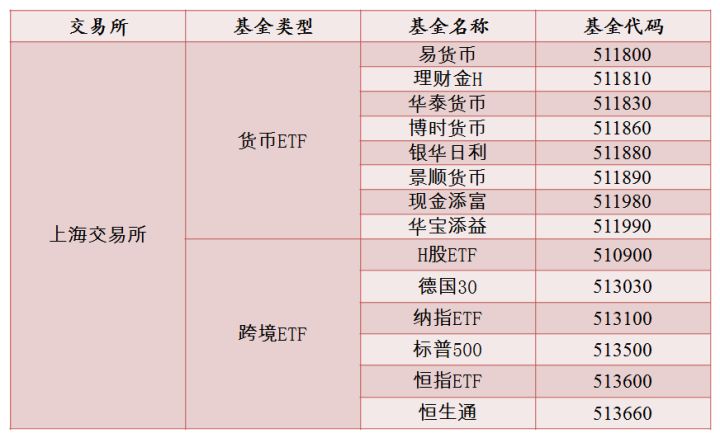 交易所 基金类型 基金名称 基金代码
上海交易所 货币ETF 易货币 511800
理财金H 511810
华泰货币 511830
博时货币 511860
银华日利 511880
景顺货币 511890
现金添富 511980
华宝添益 511990
跨境ETF H股ETF 510900
德国30 513030
纳指ETF 513100
标普500 513500
恒指ETF 513600
恒生通 513660